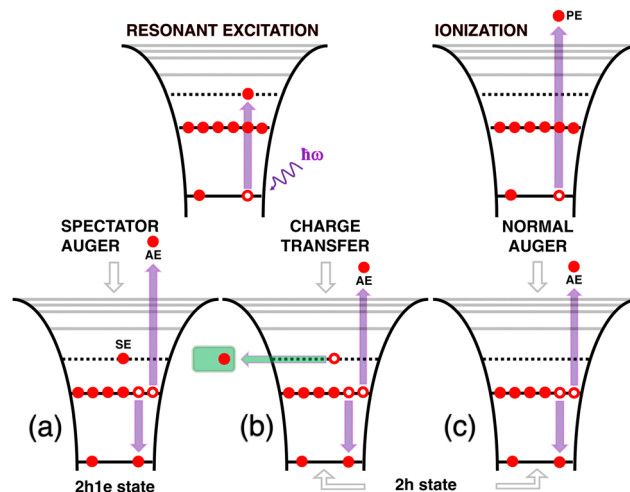 RESONANT EXCITATION
IONIZATION
PE
ħω
SPECTATOR
AUGER
CHARGE
TRANSFER
NORMAL
AUGER
AE
AE
AE
SE
(a)
(b)
(c)
2h1e state
2h state